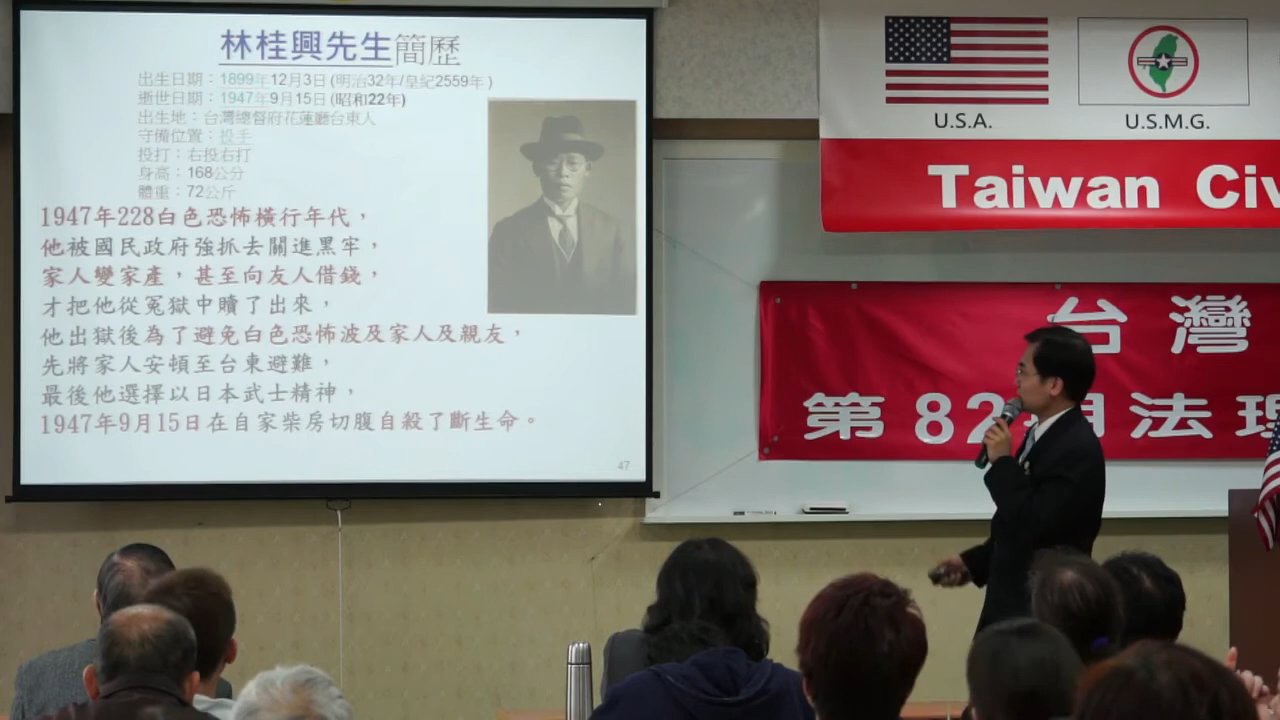 林桂興先生簡歷
出生日期：1899年12月3日 (明治32年/皇紀2559年 )
逝世日期：1947年9月15日 (昭和22年)
出生地：台灣總督府花蓮廳台東人
守備位置：投手
投打：右投右打
身高：168公分
體重：72公斤
1947年228白色恐怖橫行年代，
他被國民政府強抓去關進黑牢，
家人變家產，甚至向友人借錢，
才把他從冤獄中贖了出來，
他出獄後為了避免白色恐怖波及家人及親友，
先將家人安頓至台東避難，
最後他選擇以日本武士精神，
1947年9月15日在自家柴房切腹自殺了斷生命。
47
U.S.A.
U.S.M.G.
Taiwan Civ
台灣
第82期法理